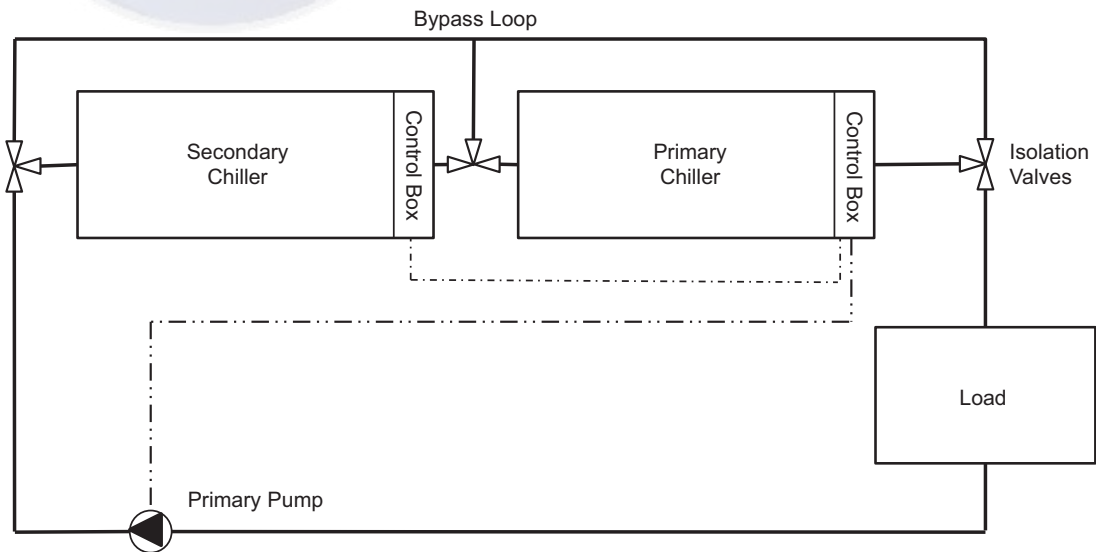 Bypass Loop
Secondary
Chiller
Control Box
Primary
Chiller
Control Box
Isolation
Valves
Load
Primary Pump